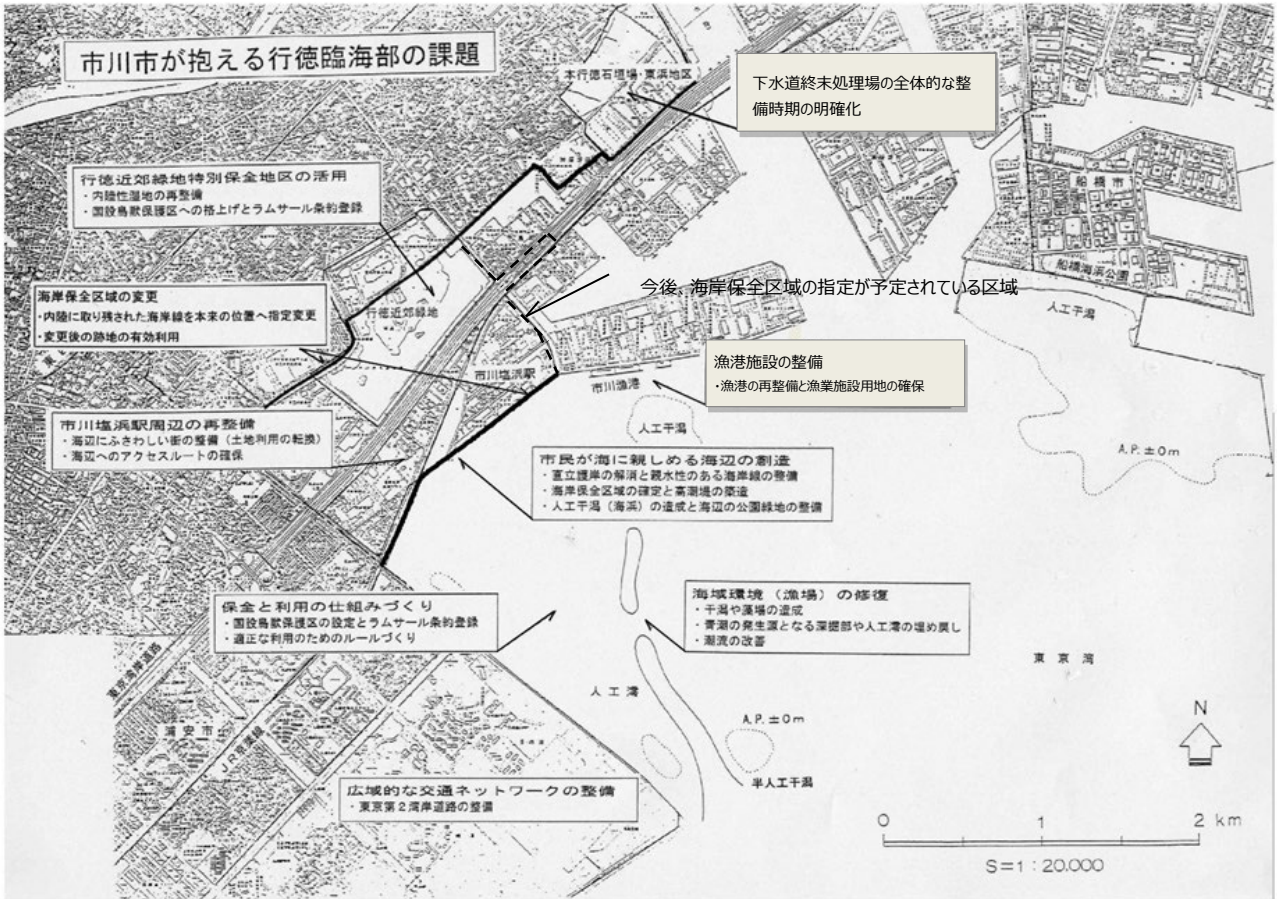 市川市が抱える行徳臨海部の課題
本行徳石垣場・東浜地区
下水道終末処理場の全体的な整
備時期の明確化
行徳近郊緑地特別保全地区の活用
・内陸性湿地の再整備
・国設鳥獣保護区への格上げとラムサール条約登録
船橋市
船橋海浜公園
今後、海岸保全区域の指定が予定されている区域
海岸保全区域の変更
・内陸に取り残された海岸線を本来の位置へ指定変更
・変更後の跡地の有効利用
行徳近郊緑地
人工干潟
漁港施設の整備
・漁港の再整備と漁業施設用地の確保
市川塩浜駅
市川漁港
人工干潟
市川塩浜駅周辺の再整備
・海辺にふさわしい街の整備（土地利用の転換）
・海辺へのアクセスルートの確保
A.P.±0m
市民が海に親しめる海辺の創造
・直立護岸の解消と親水性のある海岸線の整備
・海岸保全区域の確定と高潮堤の築造
・人工干潟（海浜）の造成と海辺の公園緑地の整備
保全と利用の仕組みづくり
・国設鳥獣保護区の設定とラムサール条約登録
・適正な利用のためのルールづくり
海域環境（漁場）の修復
・干潟や藻場の造成
・青潮の発生源となる深掘部や人工澪の埋め戻し
・潮流の改善
東京湾
東京湾岸道路
人工澪
浦安市
JR京葉線
A.P.±0m
N
半人工干潟
広域的な交通ネットワークの整備
・東京第2湾岸道路の整備
0 1 2 km
S=1:20.000